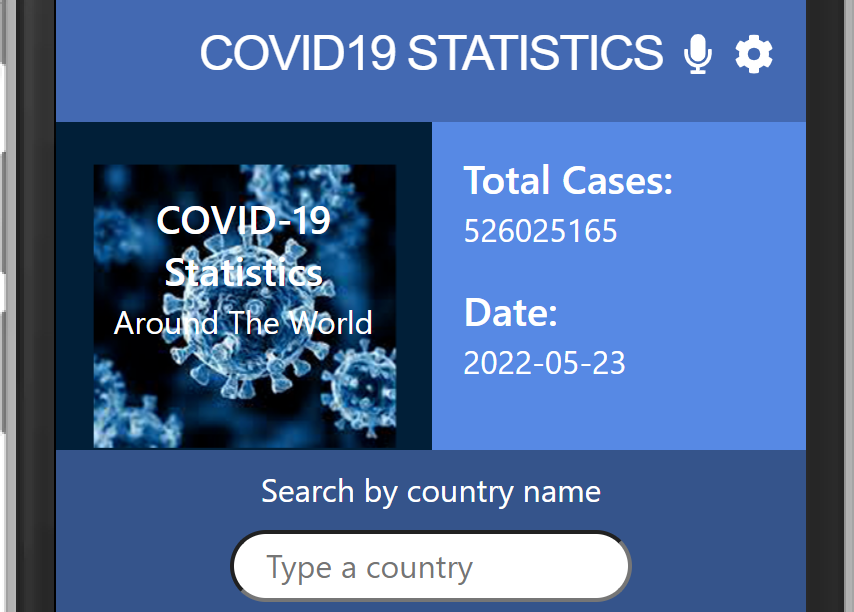 COVID19 STATISTICS
COVID-19
Statistics
Around The World
Total Cases:
526025165
Date:
2022-05-23
Search by country name
Type a country